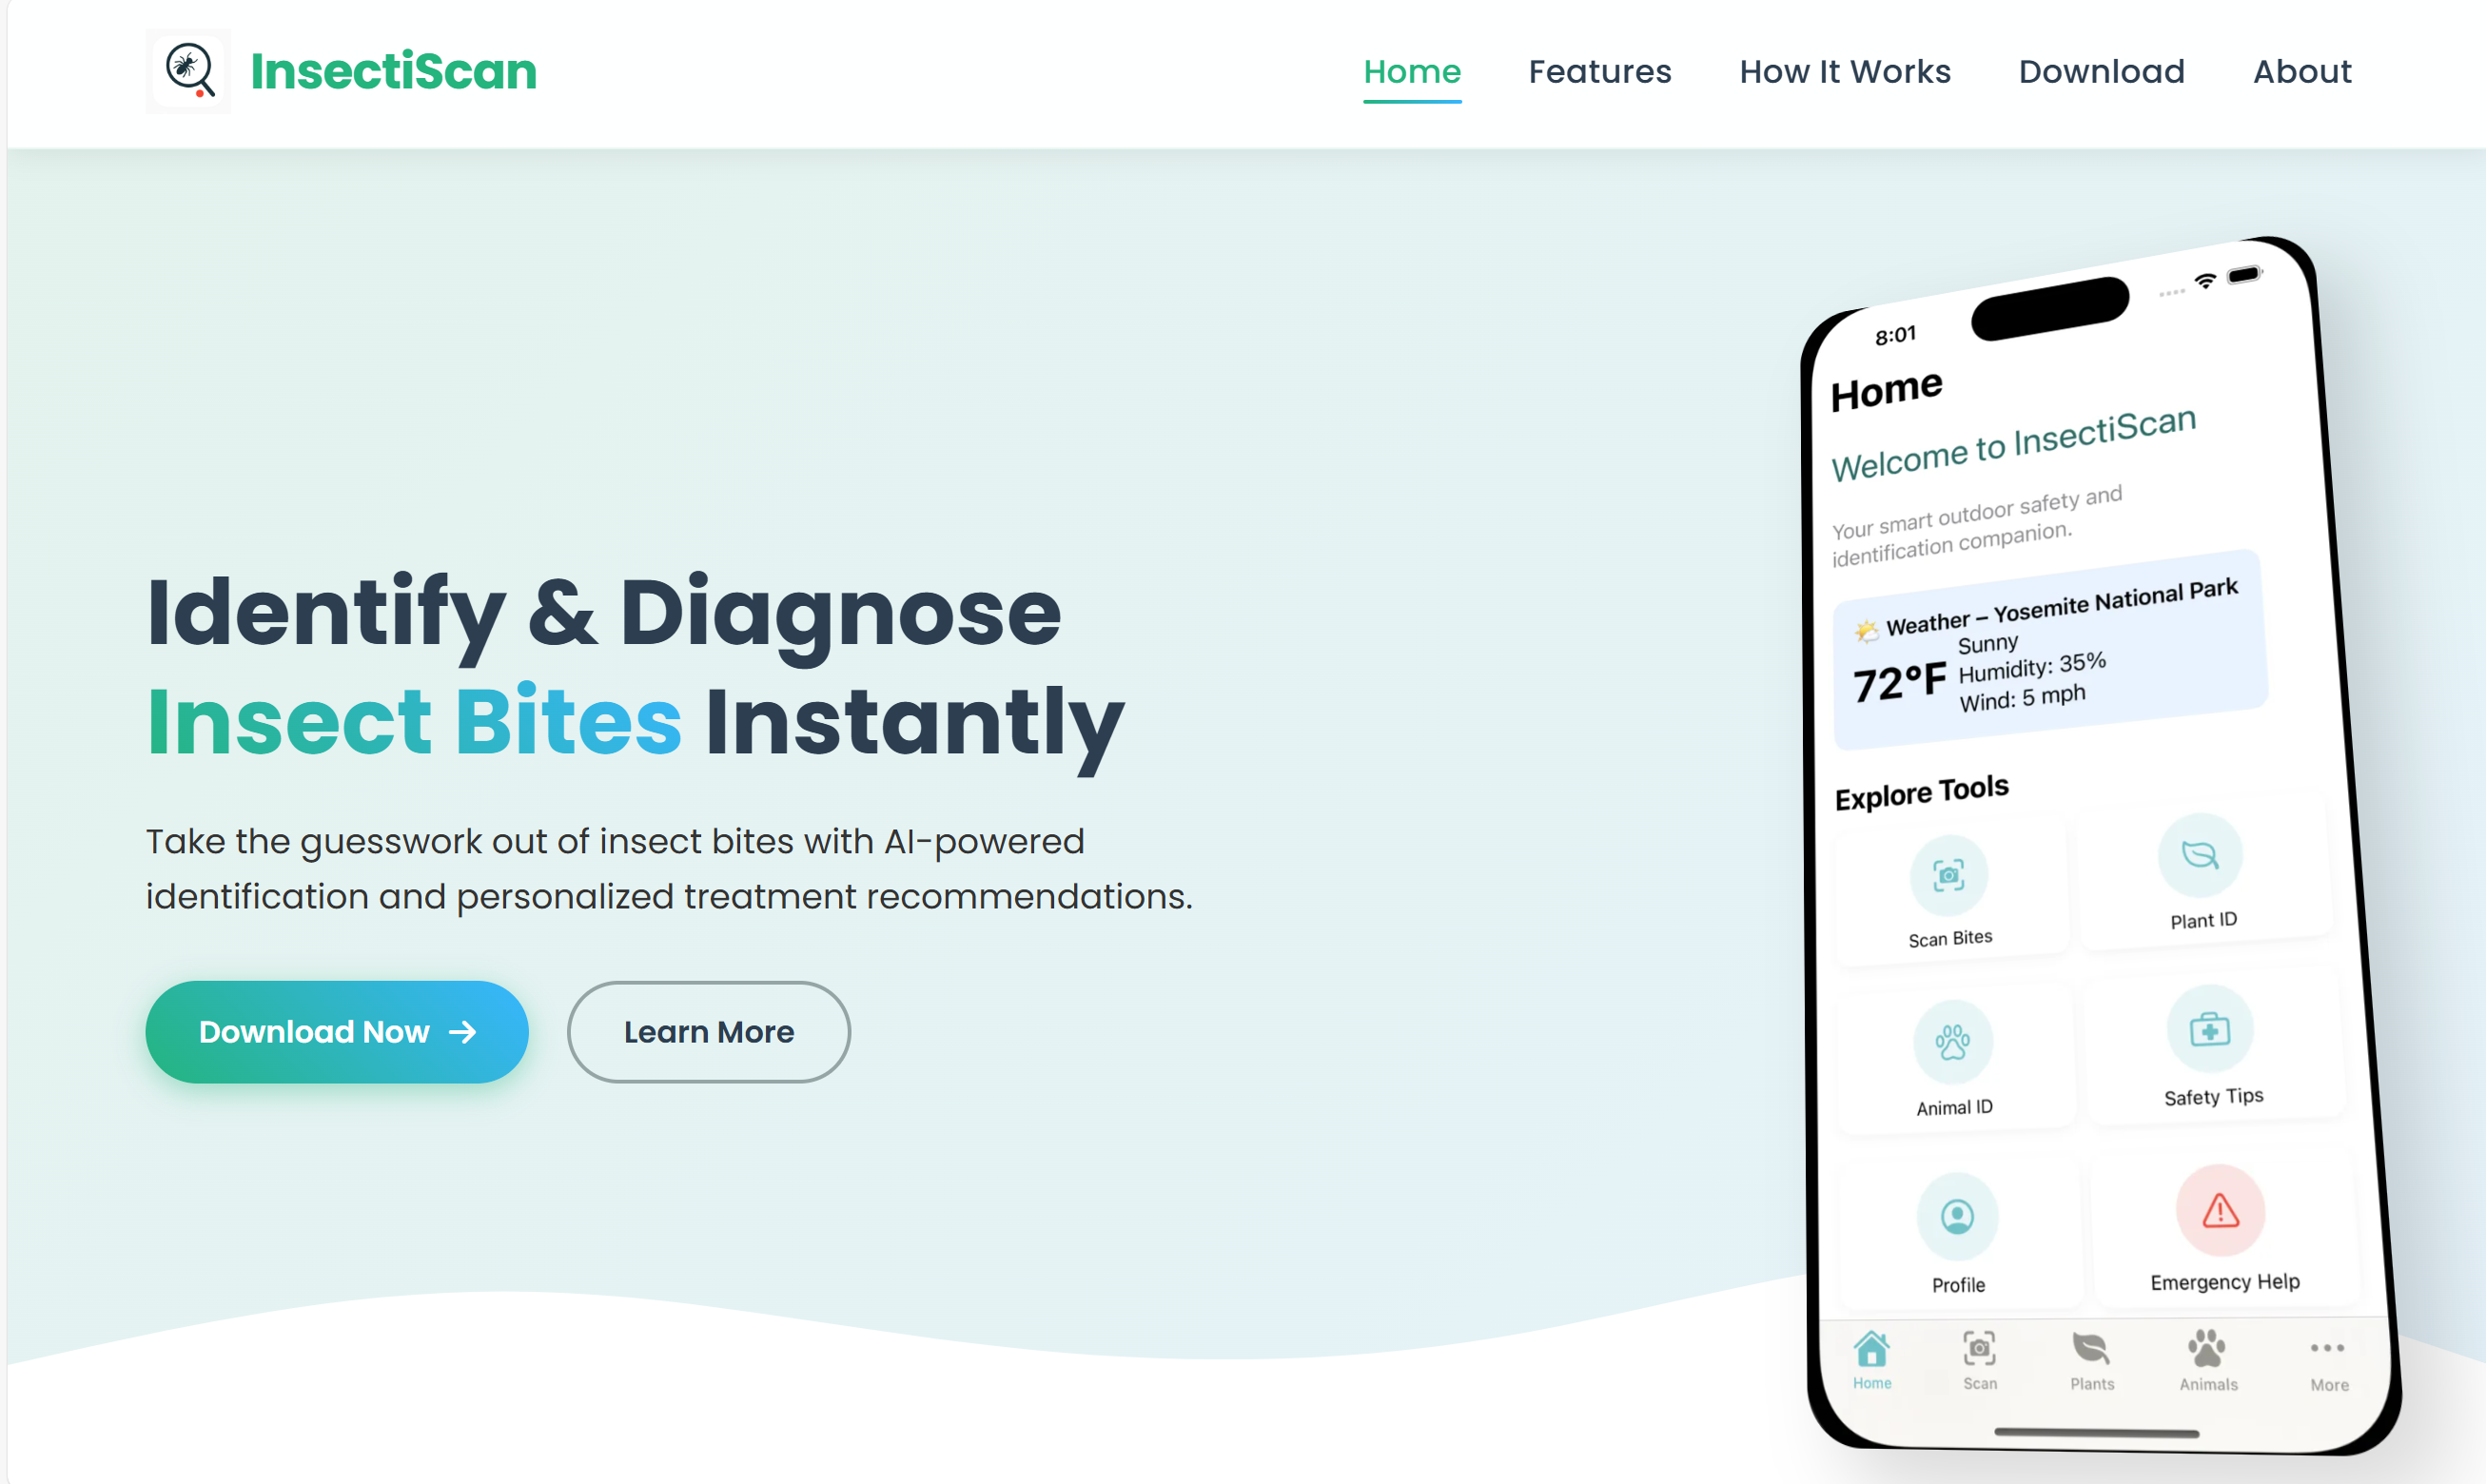 InsectiScan
Home
Features
How It Works
Download
About
Identify & Diagnose
Insect Bites Instantly
Take the guesswork out of insect bites with AI-powered
identification and personalized treatment recommendations.
Download Now
Learn More
8:01
Home
Welcome to InsectiScan
Your smart outdoor safety and
identification companion.
Weather – Yosemite National Park
72°F
Sunny
Humidity: 35%
Wind: 5 mph
Explore Tools
Scan Bites
Plant ID
Animal ID
Safety Tips
Profile
Emergency Help
Home
Scan
Plants
Animals
More